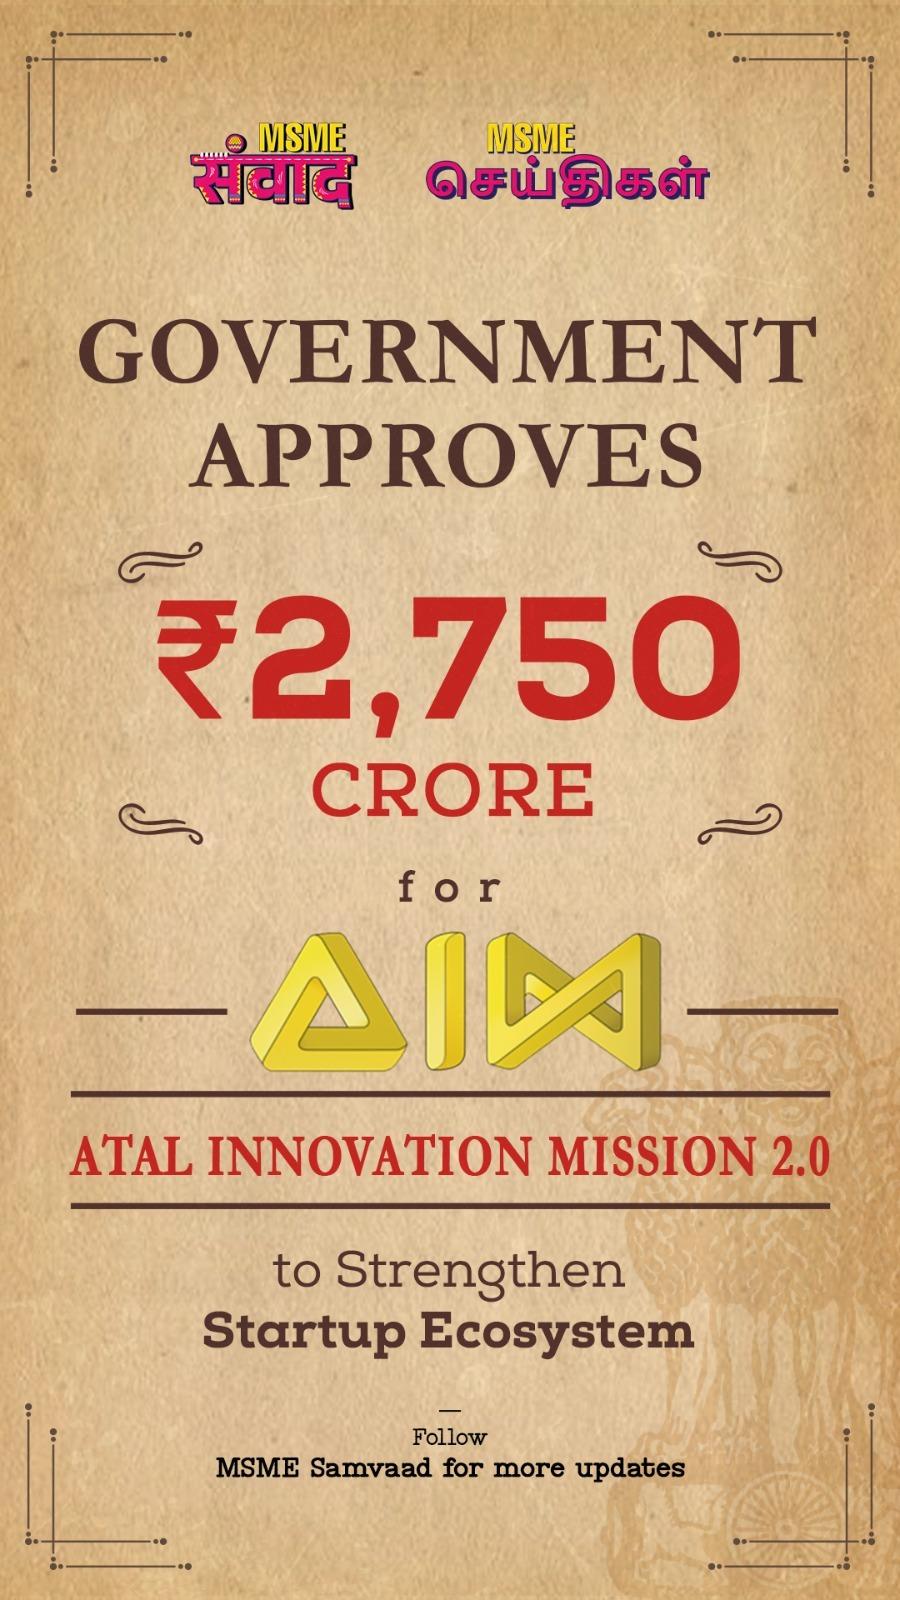 MSME
संवाद
MSME
செய்திகள்
GOVERNMENT
APPROVES
₹2,750
CRORE
for
AIM
ATAL INNOVATION MISSION 2.0
to Strengthen
Startup Ecosystem
Follow
MSME Samvaad for more updates